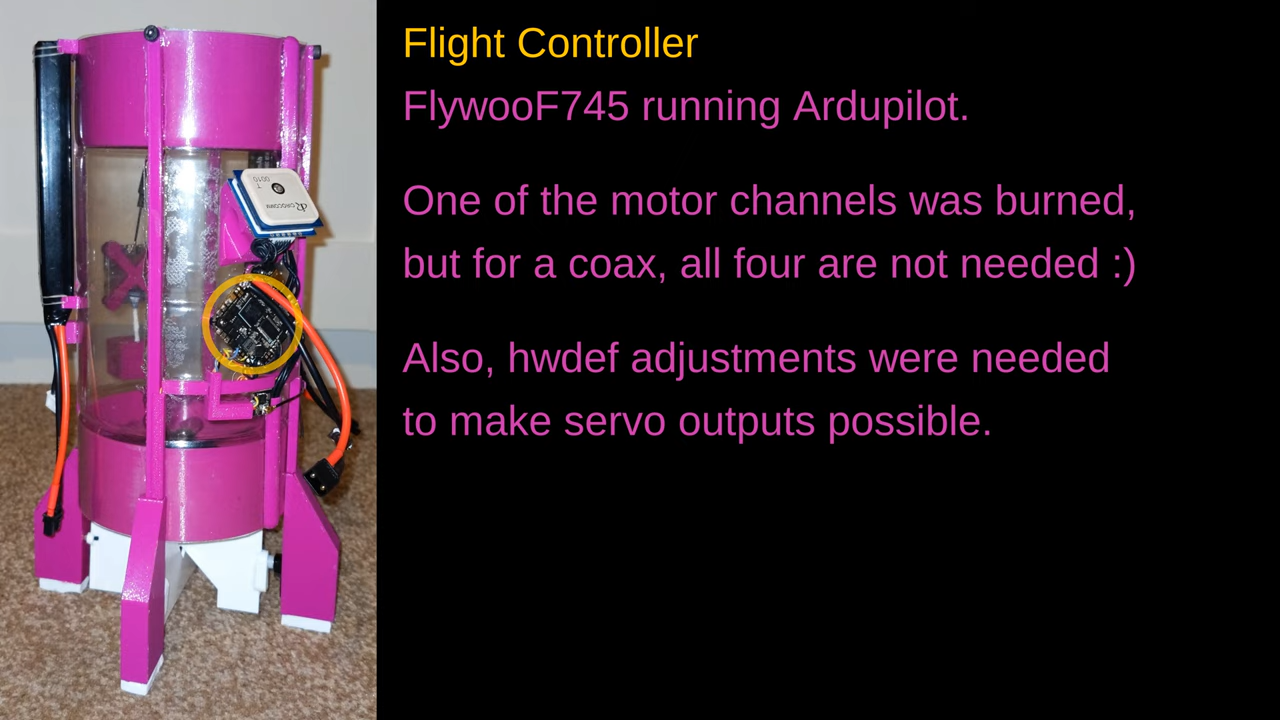 Flight Controller
FlywooF745 running Ardupilot.
One of the motor channels was burned,
but for a coax, all four are not needed :)
Also, hwdef adjustments were needed
to make servo outputs possible.